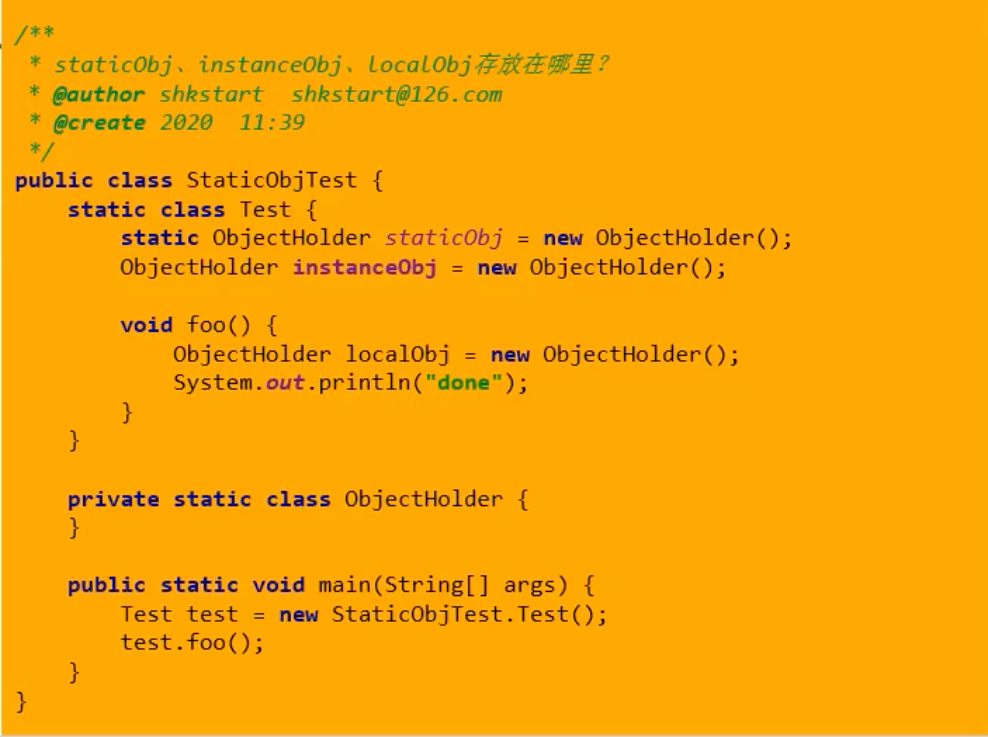 /**
 * staticObj、instanceObj、localObj存放在哪里？
 * @author shkstart  shkstart@126.com
 * @create 2020  11:39
 */
public class StaticObjTest {
    static class Test {
        static ObjectHolder staticObj = new ObjectHolder();
        ObjectHolder instanceObj = new ObjectHolder();

        void foo() {
            ObjectHolder localObj = new ObjectHolder();
            System.out.println("done");
        }
    }

    private static class ObjectHolder {
    }

    public static void main(String[] args) {
        Test test = new StaticObjTest.Test();
        test.foo();
    }
}